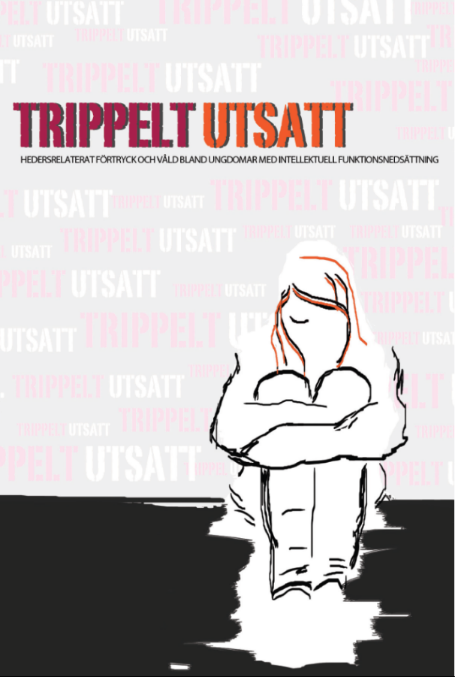 TRIPPELT UTSATT
HEDERSRELATERAT FÖRTRYCK OCH VÅLD BLAND UNGDOMAR MED INTELLEKTUELL FUNKTIONSNEDSÄTTNING